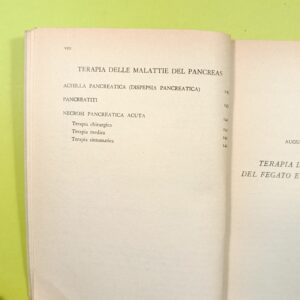 VIII
TERAPIA DELLE MALATTIE DEL PANCREAS
ACHILIA PANCREATICA (DISPEPSIA PANCREATICA)
PANCREATITI
NECROSI PANCREATICA ACUTA
Terapia chirurgica
Terapia medica
Terapia sintomatica
AUGU
TERAPIA D
DEL FEGATO E